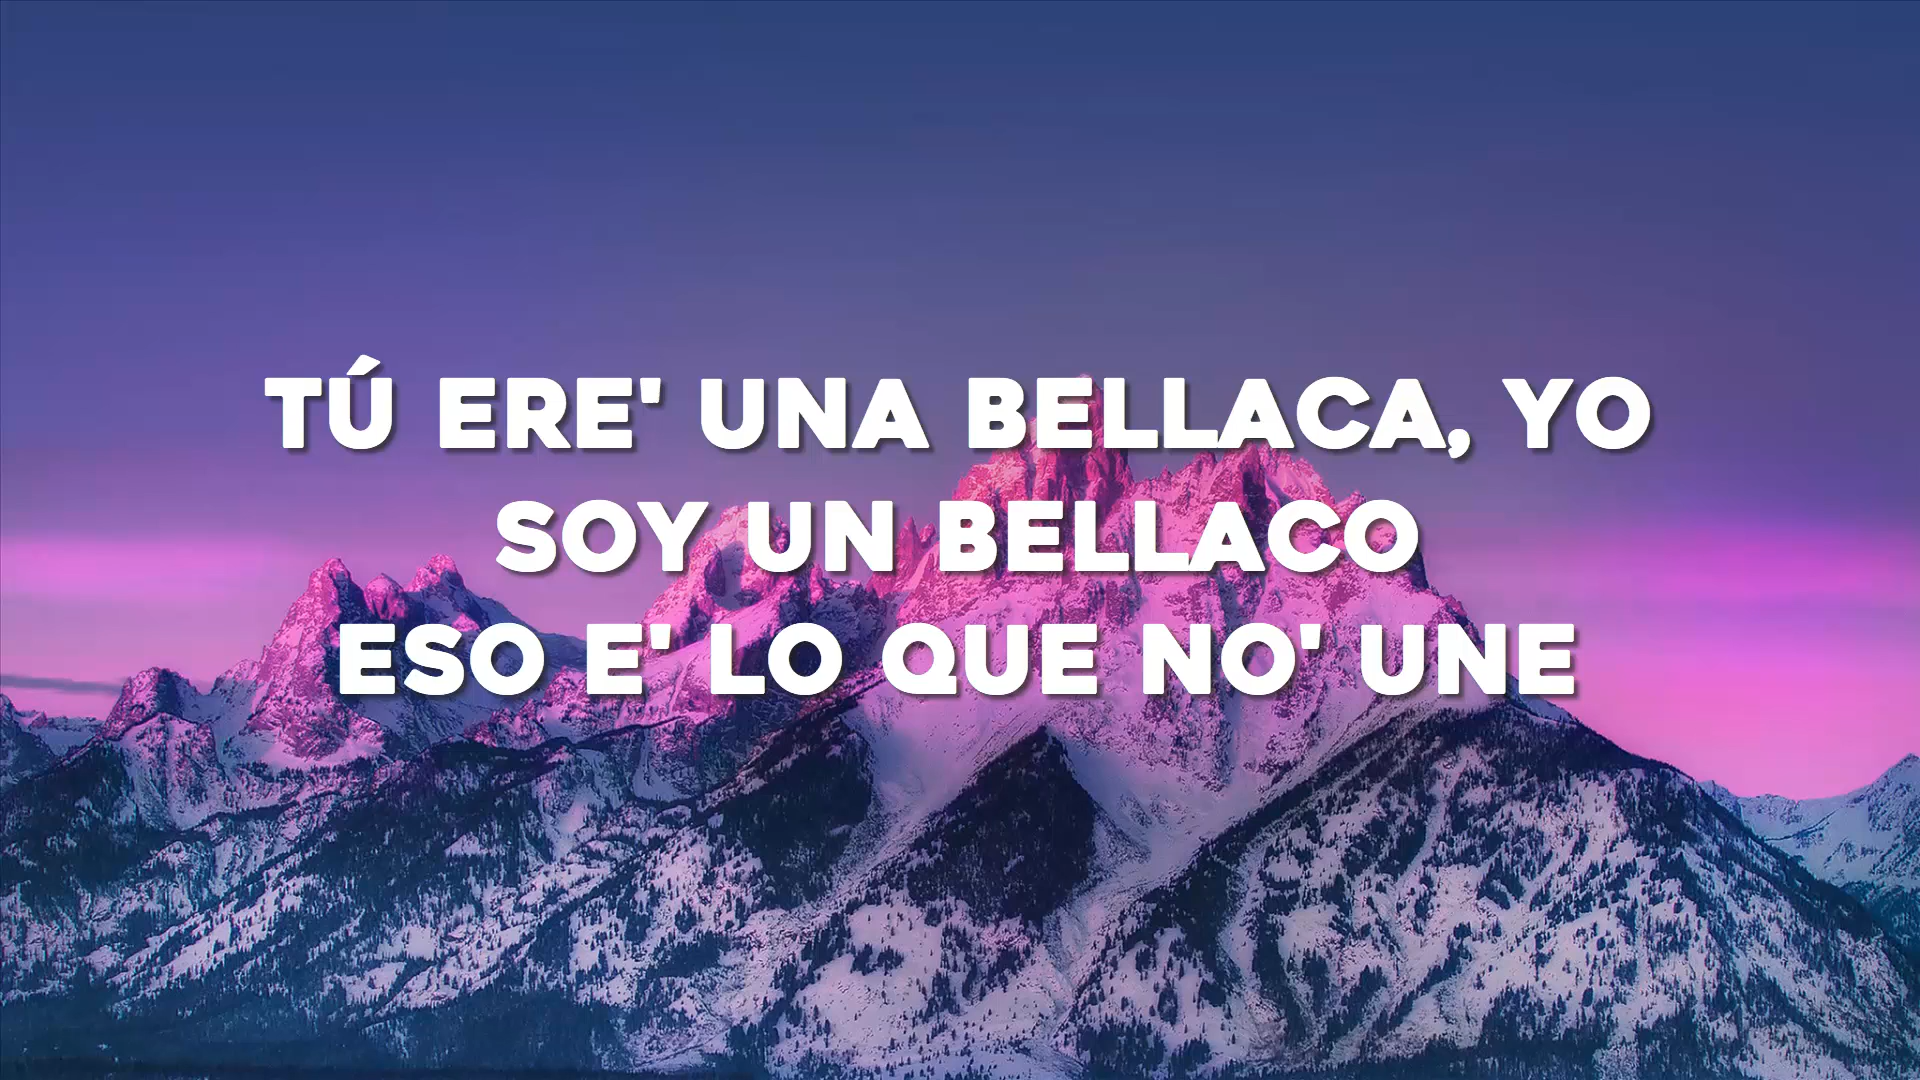 TÚ ERE' UNA BELLACA, YO
SOY UN BELLACO
ESO E' LO QUE NO' UNE